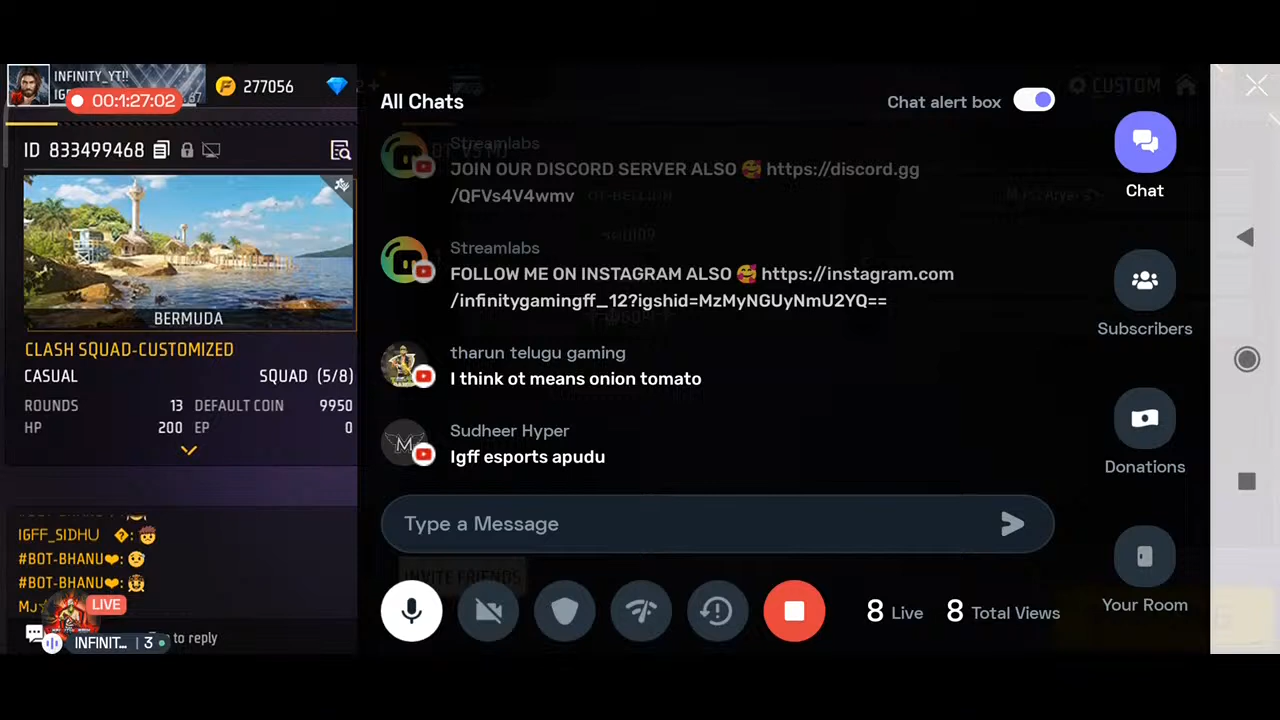 INFINITY_YT!!
00:1:27:02
277056
ID 833499468
BERMUDA
CLASH SQUAD-CUSTOMIZED
CASUAL SQUAD (5/8)
ROUNDS 13 DEFAULT COIN 9950
HP 200 EP 0
IGFF_SIDHU �:
#BOT-BHANU❤:
#BOT-BHANU❤:
LIVE
to reply
INFINIT... | 3
All Chats
Chat alert box
CUSTOM
Streamlabs
JOIN OUR DISCORD SERVER ALSO 🥰 https://discord.gg
/QFVs4V4wmv
Streamlabs
FOLLOW ME ON INSTAGRAM ALSO 🥰 https://instagram.com
/infinitygamingff_12?igshid=MzMyNGUyNmU2YQ==
tharun telugu gaming
I think ot means onion tomato
Sudheer Hyper
Igff esports apudu
Type a Message
INVITE FRIENDS
8 Live 8 Total Views
Chat
Subscribers
Donations
Your Room